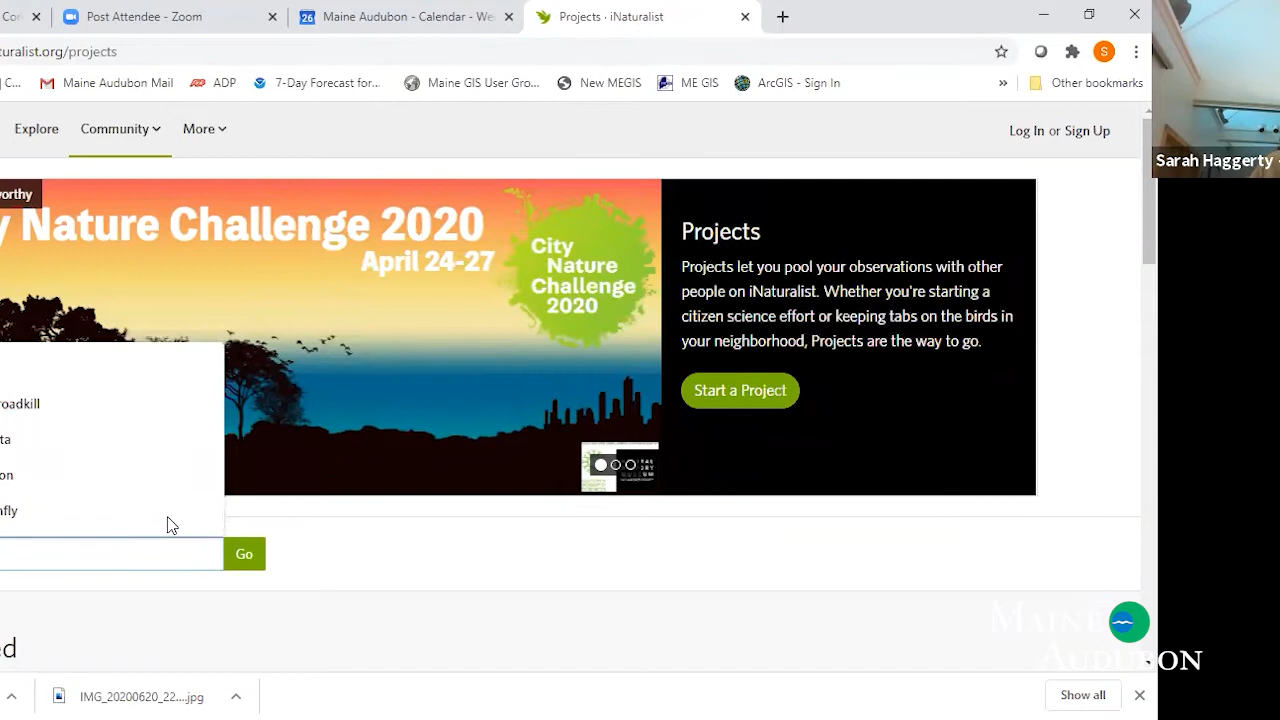 Post Attendee - Zoom
Maine Audubon - Calendar - We
Projects · iNaturalist
uralist.org/projects
S
C...
Maine Audubon Mail
ADP
7-Day Forecast for...
Maine GIS User Gro...
New MEGIS
ME GIS
ArcGIS - Sign In
»
Other bookmarks
Explore
Community
More
Log In or Sign Up
Sarah Haggerty
orthy
y Nature Challenge 2020
April 24-27
City
Nature
Challenge
2020
Projects
Projects let you pool your observations with other
people on iNaturalist. Whether you're starting a
citizen science effort or keeping tabs on the birds in
your neighborhood, Projects are the way to go.
Start a Project
oadkill
ta
on
nfly
Go
ed
MAINE
AUDUBON
IMG_20200620_22....jpg
Show all